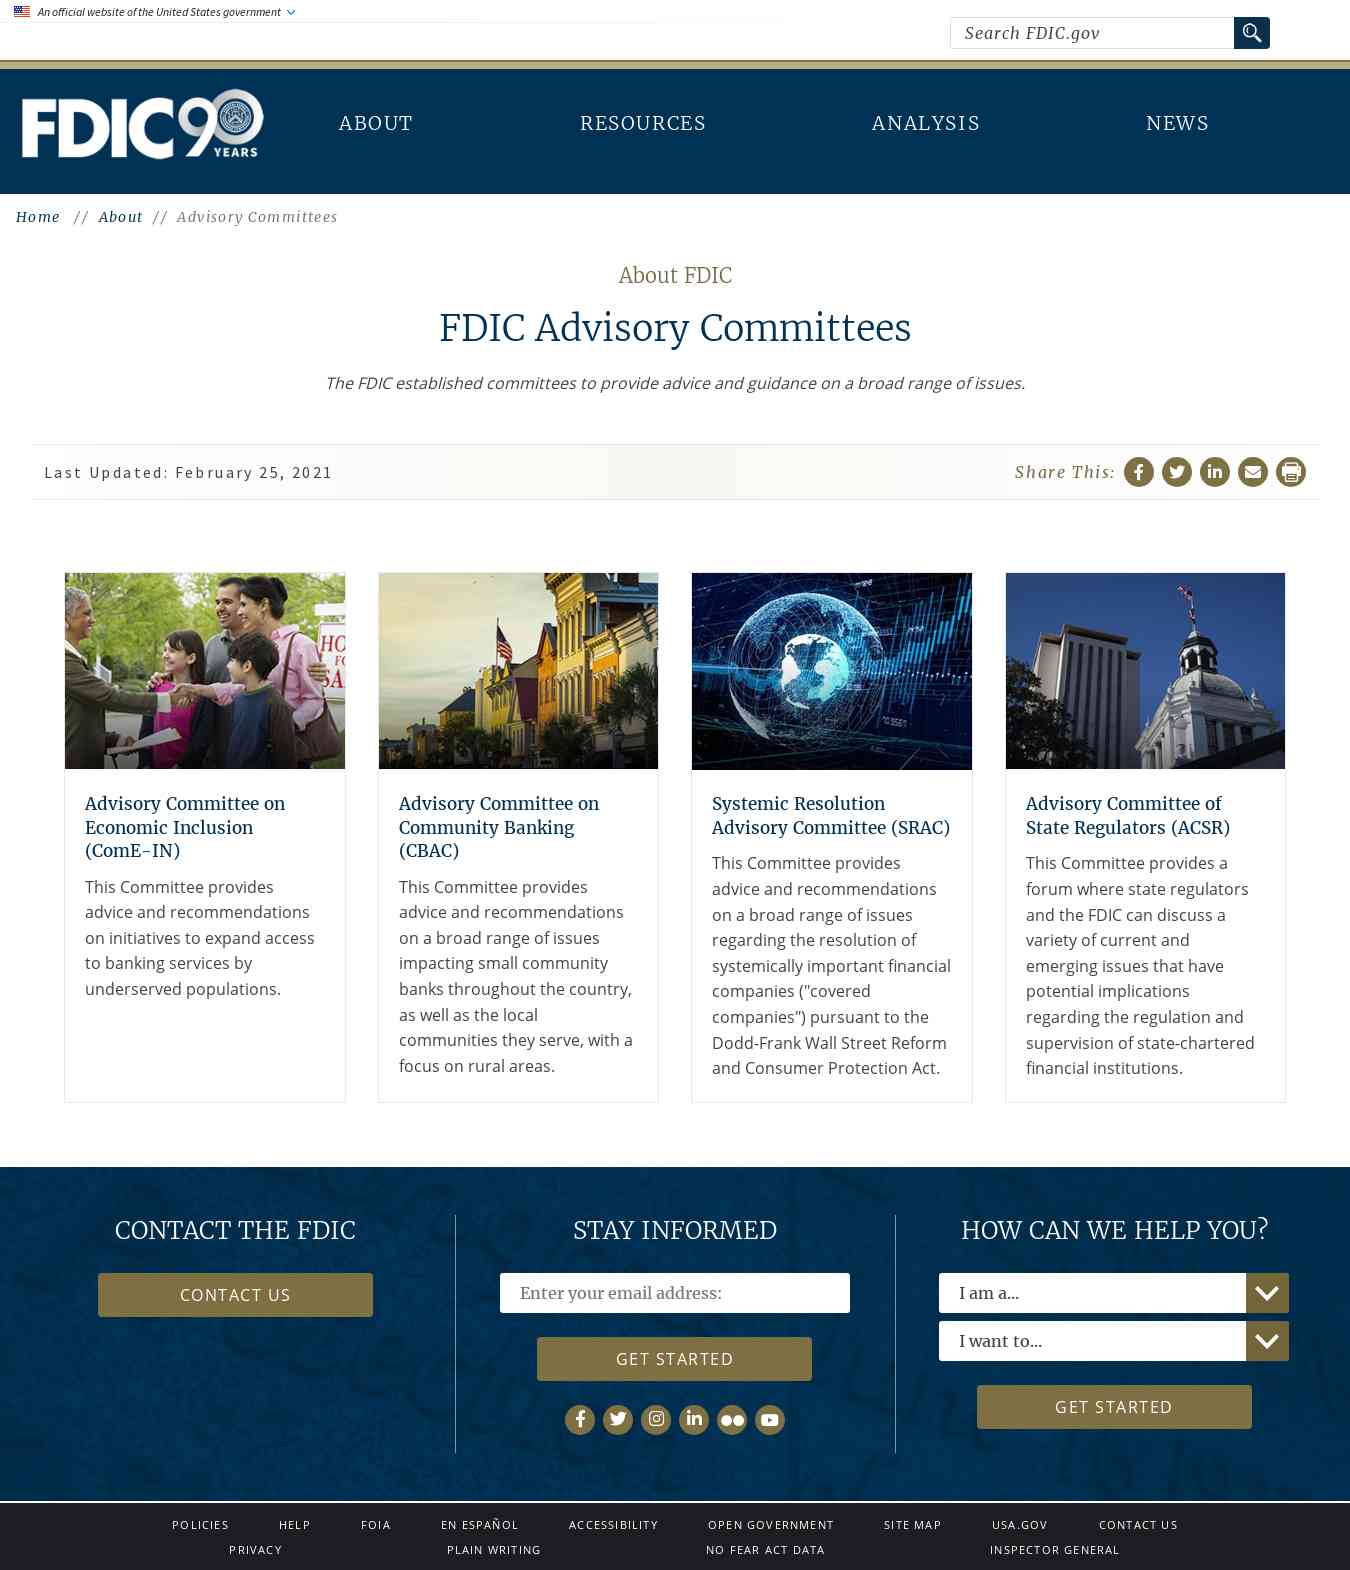 An official website of the United States government
Search FDIC.gov
FDIC 90 YEARS
ABOUT
RESOURCES
ANALYSIS
NEWS
Home // About // Advisory Committees
About FDIC
FDIC Advisory Committees
The FDIC established committees to provide advice and guidance on a broad range of issues.
Last Updated: February 25, 2021
Share This:
HO
FO
SA
Advisory Committee on
Economic Inclusion
(ComE-IN)
This Committee provides
advice and recommendations
on initiatives to expand access
to banking services by
underserved populations.
Advisory Committee on
Community Banking
(CBAC)
This Committee provides
advice and recommendations
on a broad range of issues
impacting small community
banks throughout the country,
as well as the local
communities they serve, with a
focus on rural areas.
Systemic Resolution
Advisory Committee (SRAC)
This Committee provides
advice and recommendations
on a broad range of issues
regarding the resolution of
systemically important financial
companies ("covered
companies") pursuant to the
Dodd-Frank Wall Street Reform
and Consumer Protection Act.
Advisory Committee of
State Regulators (ACSR)
This Committee provides a
forum where state regulators
and the FDIC can discuss a
variety of current and
emerging issues that have
potential implications
regarding the regulation and
supervision of state-chartered
financial institutions.
CONTACT THE FDIC
CONTACT US
STAY INFORMED
Enter your email address:
GET STARTED
HOW CAN WE HELP YOU?
I am a...
I want to...
GET STARTED
POLICIES HELP FOIA EN ESPAÑOL ACCESSIBILITY OPEN GOVERNMENT SITE MAP USA.GOV CONTACT US
PRIVACY PLAIN WRITING NO FEAR ACT DATA INSPECTOR GENERAL